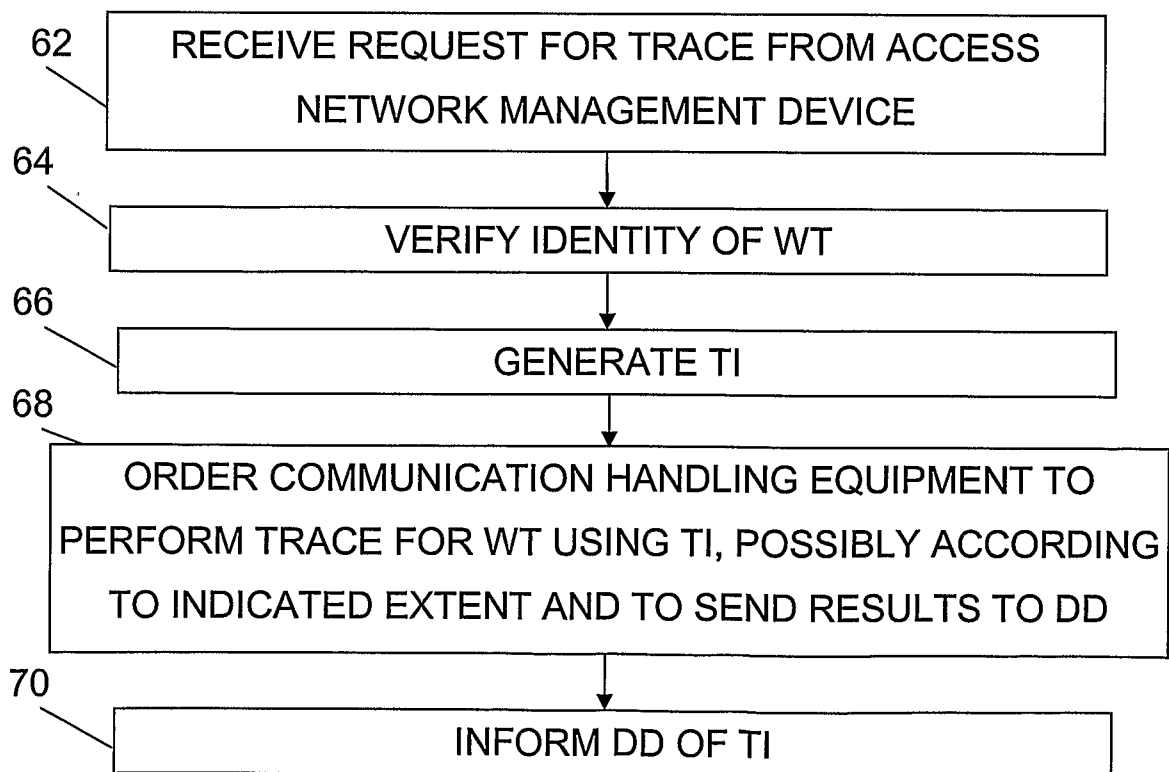 62
RECEIVE REQUEST FOR TRACE FROM ACCESS
NETWORK MANAGEMENT DEVICE
64
VERIFY IDENTITY OF WT
66
GENERATE TI
68
ORDER COMMUNICATION HANDLING EQUIPMENT TO
PERFORM TRACE FOR WT USING TI, POSSIBLY ACCORDING
TO INDICATED EXTENT AND TO SEND RESULTS TO DD
70
INFORM DD OF TI